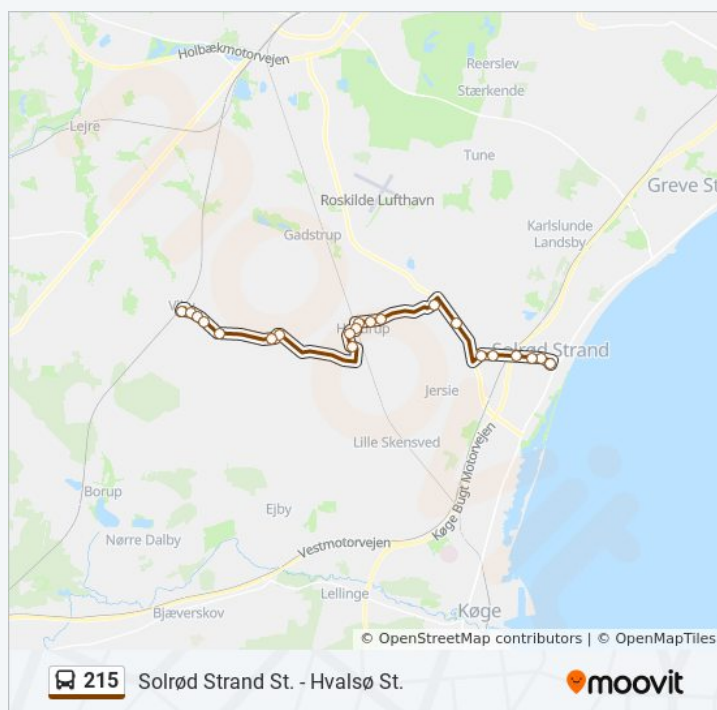 Holbækmotorvejen
Reerslev
Stærkende
Lejre
Tune
Greve St
Roskilde Lufthavn
Karlslunde
Landsby
Gadstrup
Solrød Strand
Jersie
Lille Skensved
Køge Bugt Motorvejen
Borup
Ejby
Nørre Dalby
Vestmotorvejen
Lellinge
Bjæverskov
Køge
© OpenStreetMap contributors | © OpenMapTiles
215 Solrød Strand St. - Hvalsø St.
moovit